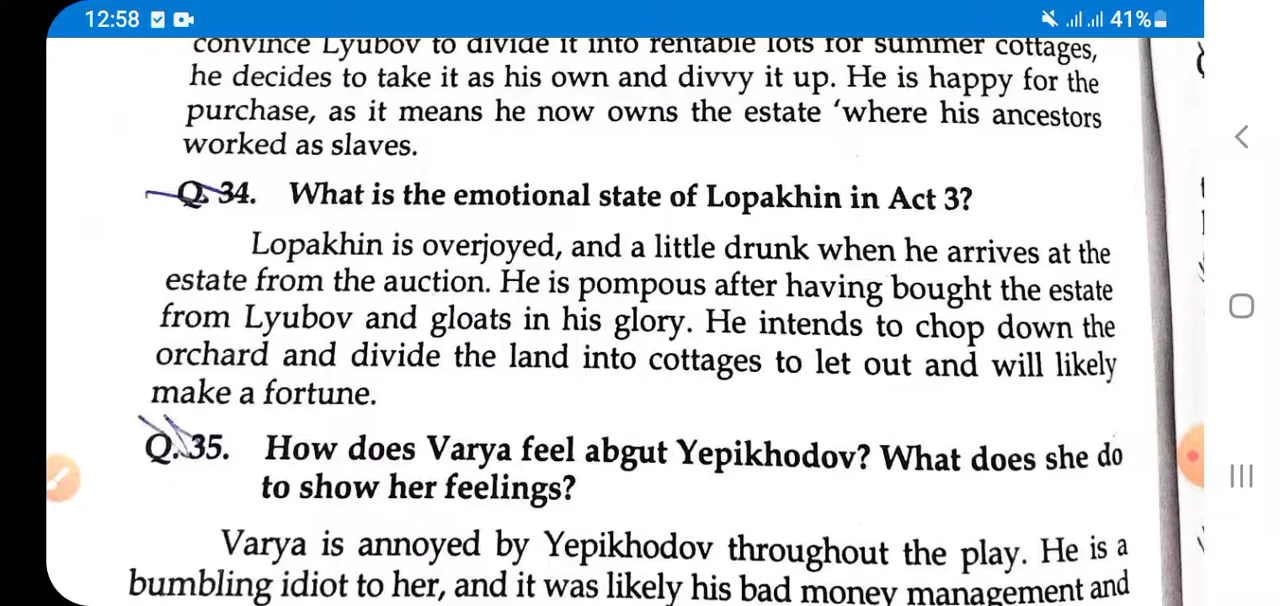 12:58
41%
convince Lyubov to divide it into rentable lots for summer cottages,
he decides to take it as his own and divvy it up. He is happy for the
purchase, as it means he now owns the estate ‘where his ancestors
worked as slaves.
Q. 34. What is the emotional state of Lopakhin in Act 3?
Lopakhin is overjoyed, and a little drunk when he arrives at the
estate from the auction. He is pompous after having bought the estate
from Lyubov and gloats in his glory. He intends to chop down the
orchard and divide the land into cottages to let out and will likely
make a fortune.
Q. 35. How does Varya feel abgut Yepikhodov? What does she do
to show her feelings?
Varya is annoyed by Yepikhodov throughout the play. He is a
bumbling idiot to her, and it was likely his bad money management and